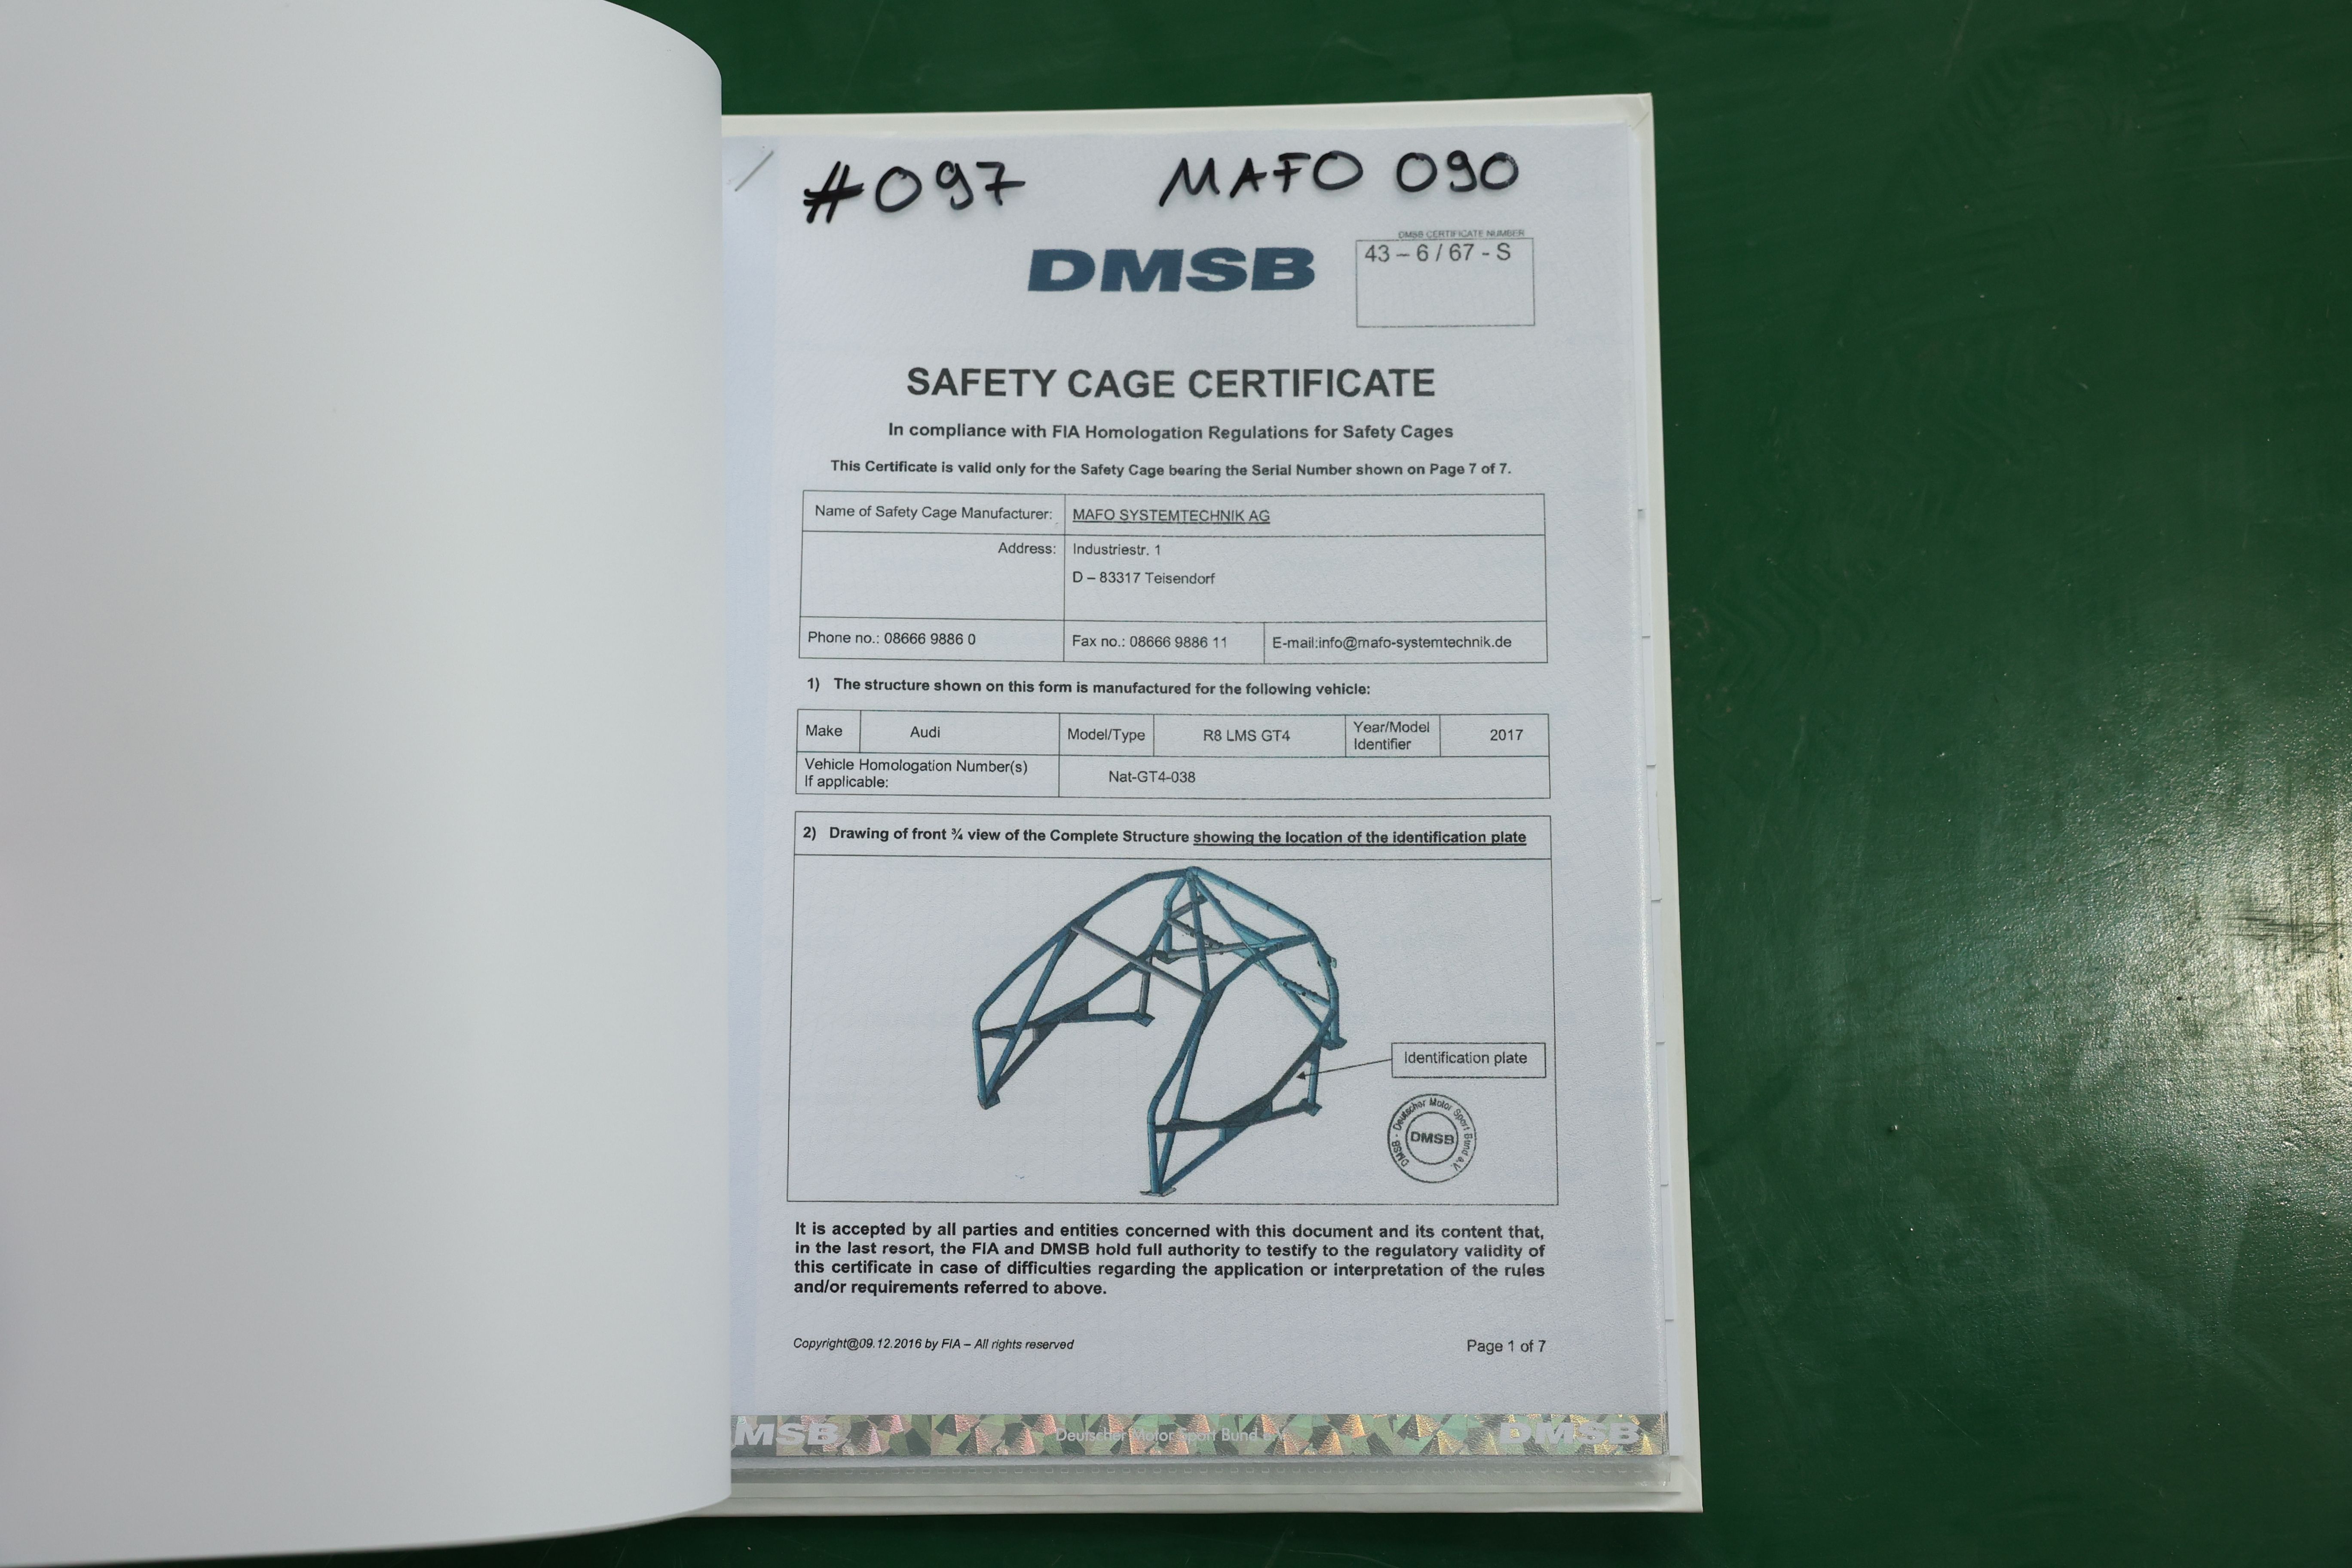 #097 MAFO 090
DMSB
DMSB CERTIFICATE NUMBER
43 – 6 / 67 - S
SAFETY CAGE CERTIFICATE
In compliance with FIA Homologation Regulations for Safety Cages
This Certificate is valid only for the Safety Cage bearing the Serial Number shown on Page 7 of 7.
Name of Safety Cage Manufacturer: MAFO SYSTEMTECHNIK AG
Address: Industriestr. 1
D – 83317 Teisendorf
Phone no.: 08666 9886 0 Fax no.: 08666 9886 11 E-mail:info@mafo-systemtechnik.de
1) The structure shown on this form is manufactured for the following vehicle:
Make Audi Model/Type R8 LMS GT4 Year/Model Identifier 2017
Vehicle Homologation Number(s)
If applicable: Nat-GT4-038
2) Drawing of front ¾ view of the Complete Structure showing the location of the identification plate
Identification plate
DMSB - Deutscher Motor Sport Bund e.V.
DMSB
It is accepted by all parties and entities concerned with this document and its content that,
in the last resort, the FIA and DMSB hold full authority to testify to the regulatory validity of
this certificate in case of difficulties regarding the application or interpretation of the rules
and/or requirements referred to above.
Copyright@09.12.2016 by FIA – All rights reserved Page 1 of 7
MSB Deutscher Motor Sport Bund e.V. DMSB